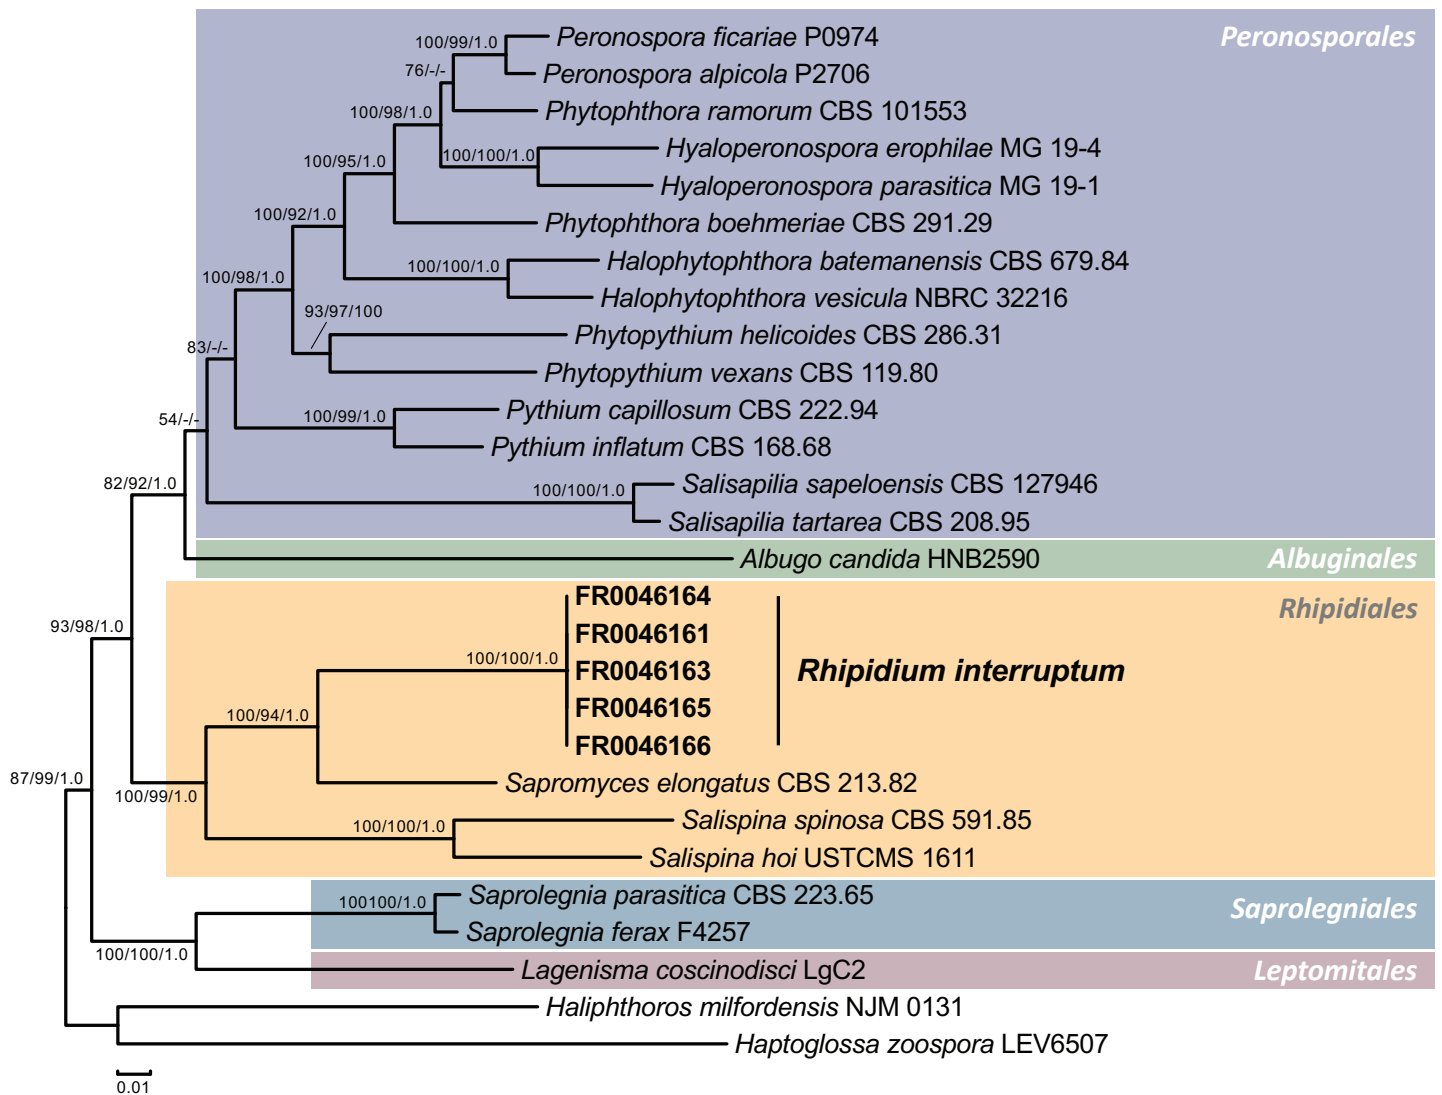 Peronospora ficariae P0974
Peronosporales
100/99/1.0
Peronospora alpicola P2706
76/-/-
Phytophthora ramorum CBS 101553
100/98/1.0
Hyaloperonospora erophilae MG 19-4
100/100/1.0
100/95/1.0
Hyaloperonospora parasitica MG 19-1
100/92/1.0
Phytophthora boehmeriae CBS 291.29
Halophytophthora batemanensis CBS 679.84
100/100/1.0
100/98/1.0
Halophytophthora vesicula NBRC 32216
93/97/100
Phytopythium helicoides CBS 286.31
83/-/-
Phytopythium vexans CBS 119.80
Pythium capillosum CBS 222.94
100/99/1.0
54/-/-
Pythium inflatum CBS 168.68
82/92/1.0
Salisapilia sapeloensis CBS 127946
100/100/1.0
Salisapilia tartarea CBS 208.95
Albugo candida HNB2590
Albuginales
FR0046164
Rhipidiales
93/98/1.0
FR0046161
100/100/1.0
FR0046163
Rhipidium interruptum
100/94/1.0
FR0046165
FR0046166
87/99/1.0
Sapromyces elongatus CBS 213.82
100/99/1.0
Salispina spinosa CBS 591.85
100/100/1.0
Salispina hoi USTCMS 1611
Saprolegnia parasitica CBS 223.65
100100/1.0
Saprolegniales
Saprolegnia ferax F4257
100/100/1.0
Lagenisma coscinodisci LgC2
Leptomitales
Haliphthoros milfordensis NJM 0131
Haptoglossa zoospora LEV6507
0.01